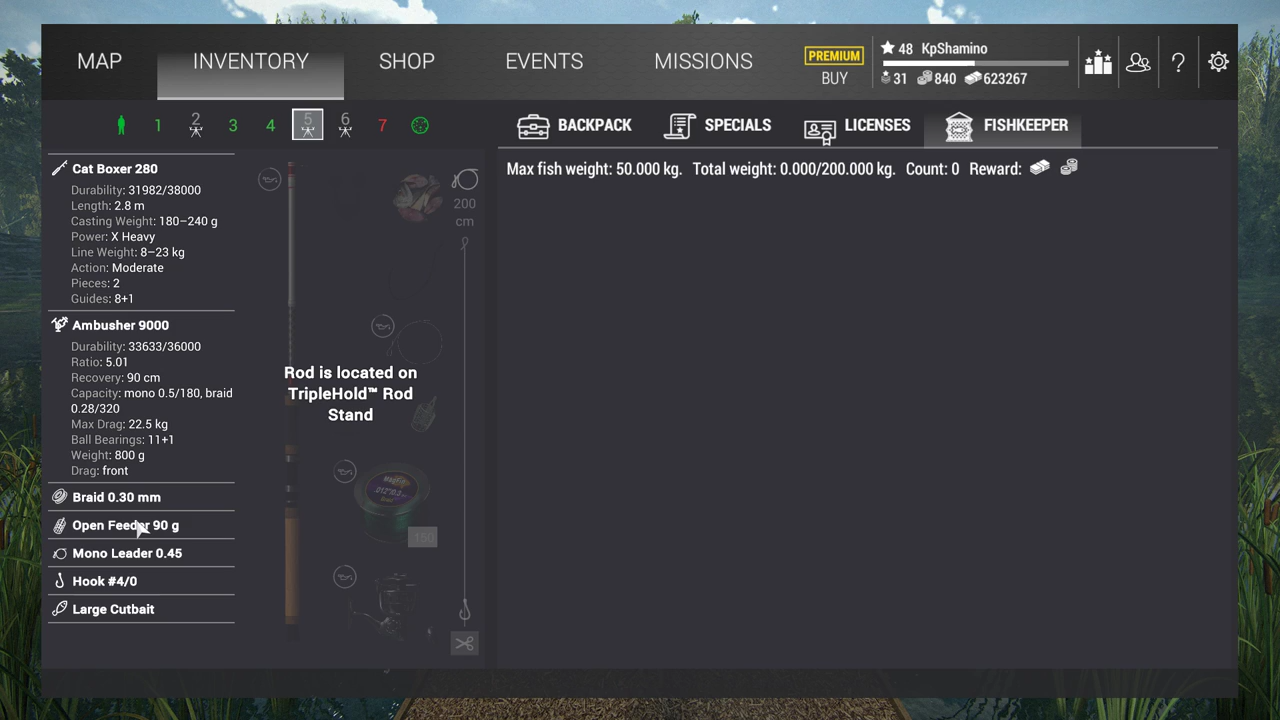 MAP
INVENTORY
SHOP
EVENTS
MISSIONS
PREMIUM
BUY
48 KpShamino
31 840 623267
?
1 2 3 4 5 6 7
BACKPACK
SPECIALS
LICENSES
FISHKEEPER
Max fish weight: 50.000 kg. Total weight: 0.000/200.000 kg. Count: 0 Reward:
Cat Boxer 280
Durability: 31982/38000
Length: 2.8 m
Casting Weight: 180–240 g
Power: X Heavy
Line Weight: 8–23 kg
Action: Moderate
Pieces: 2
Guides: 8+1
Ambusher 9000
Durability: 33633/36000
Ratio: 5.01
Recovery: 90 cm
Capacity: mono 0.5/180, braid
0.28/320
Max Drag: 22.5 kg
Ball Bearings: 11+1
Weight: 800 g
Drag: front
Braid 0.30 mm
Open Feeder 90 g
Mono Leader 0.45
Hook #4/0
Large Cutbait
200
cm
Rod is located on
TripleHold™ Rod
Stand
150